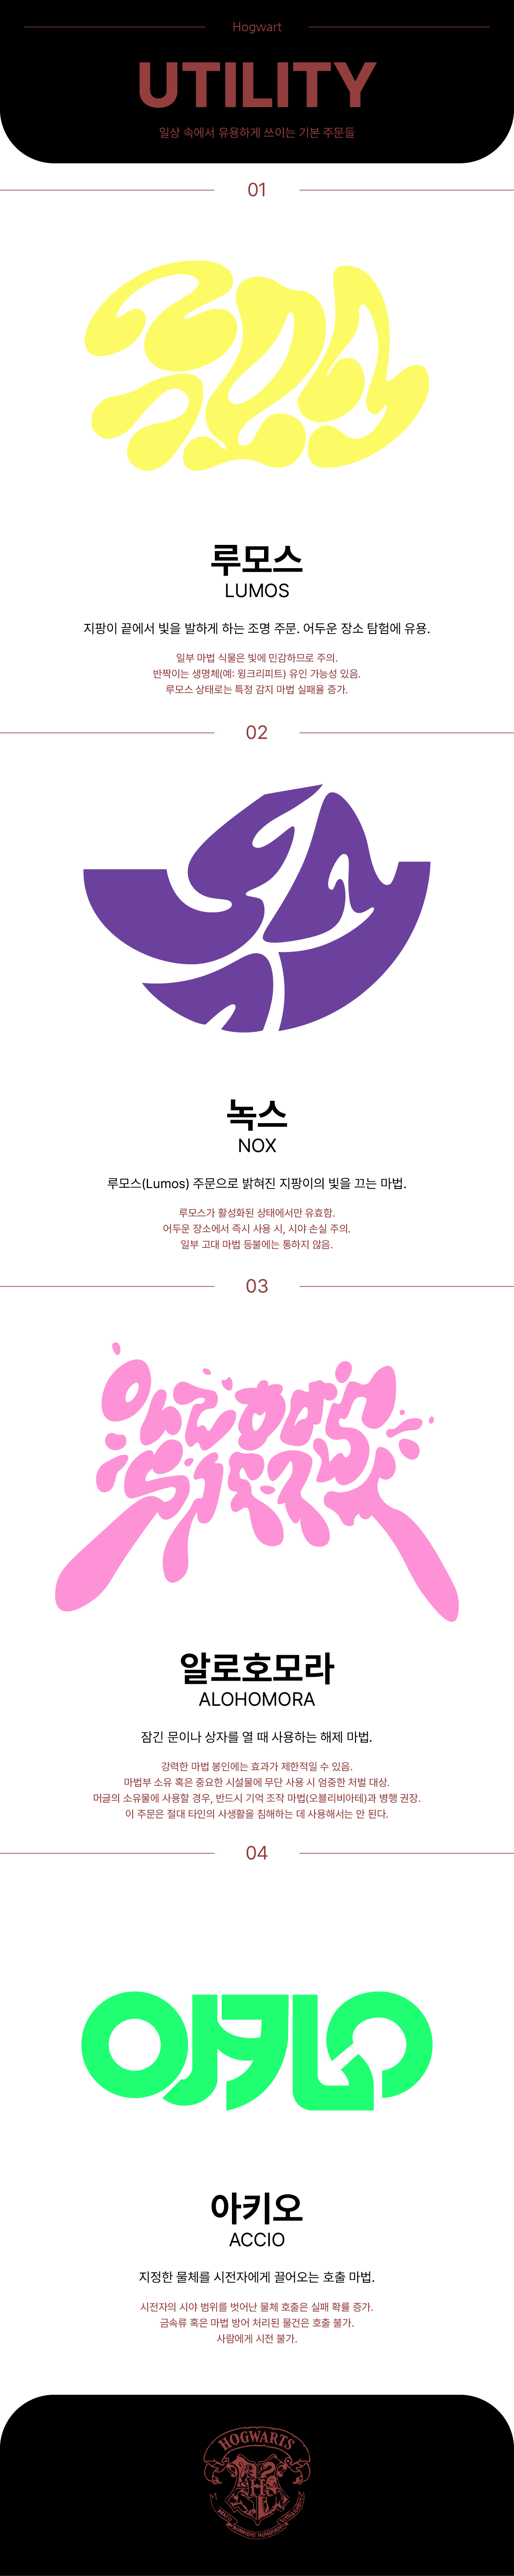 Hogwart
UTILITY
일상 속에서 유용하게 쓰이는 기본 주문들
01
루모스
루모스
LUMOS
지팡이 끝에서 빛을 발하게 하는 조명 주문. 어두운 장소 탐험에 유용.
일부 마법 식물은 빛에 민감하므로 주의.
반짝이는 생명체(예: 윙크리피트) 유인 가능성 있음.
루모스 상태로는 특정 감지 마법 실패율 증가.
02
녹스
녹스
NOX
루모스(Lumos) 주문으로 밝혀진 지팡이의 빛을 끄는 마법.
루모스가 활성화된 상태에서만 유효함.
어두운 장소에서 즉시 사용 시, 시야 손실 주의.
일부 고대 마법 등불에는 통하지 않음.
03
알로호모라
알로호모라
ALOHOMORA
잠긴 문이나 상자를 열 때 사용하는 해제 마법.
강력한 마법 봉인에는 효과가 제한적일 수 있음.
마법부 소유 혹은 중요한 시설물에 무단 사용 시 엄중한 처벌 대상.
머글의 소유물에 사용할 경우, 반드시 기억 조작 마법(오블리비아테)과 병행 권장.
이 주문은 절대 타인의 사생활을 침해하는 데 사용해서는 안 된다.
04
아키오
아키오
ACCIO
지정한 물체를 시전자에게 끌어오는 호출 마법.
시전자의 시야 범위를 벗어난 물체 호출은 실패 확률 증가.
금속류 혹은 마법 방어 처리된 물건은 호출 불가.
사람에게 시전 불가.
HOGWARTS
H